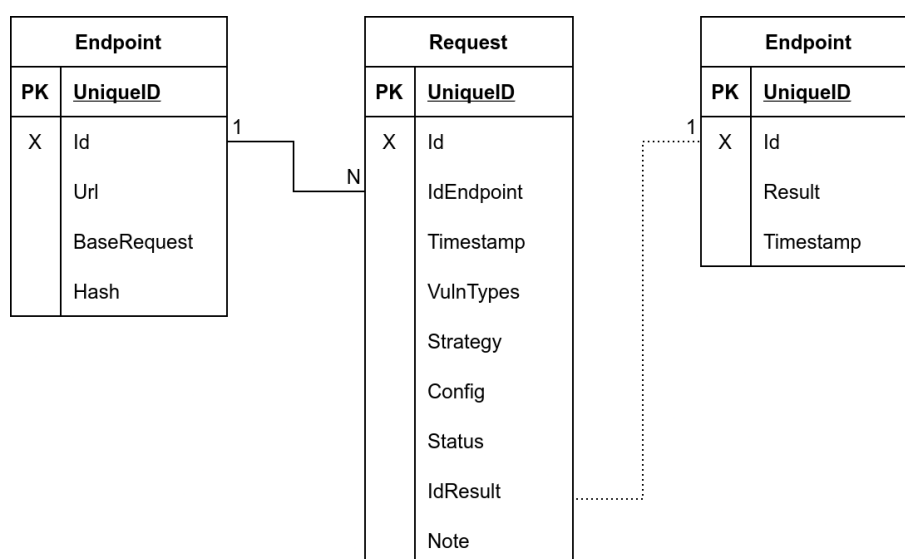 Endpoint
PK UniqueID
X Id
Url
BaseRequest
Hash
1
N
Request
PK UniqueID
X Id
IdEndpoint
Timestamp
VulnTypes
Strategy
Config
Status
IdResult
Note
1
Endpoint
PK UniqueID
X Id
Result
Timestamp